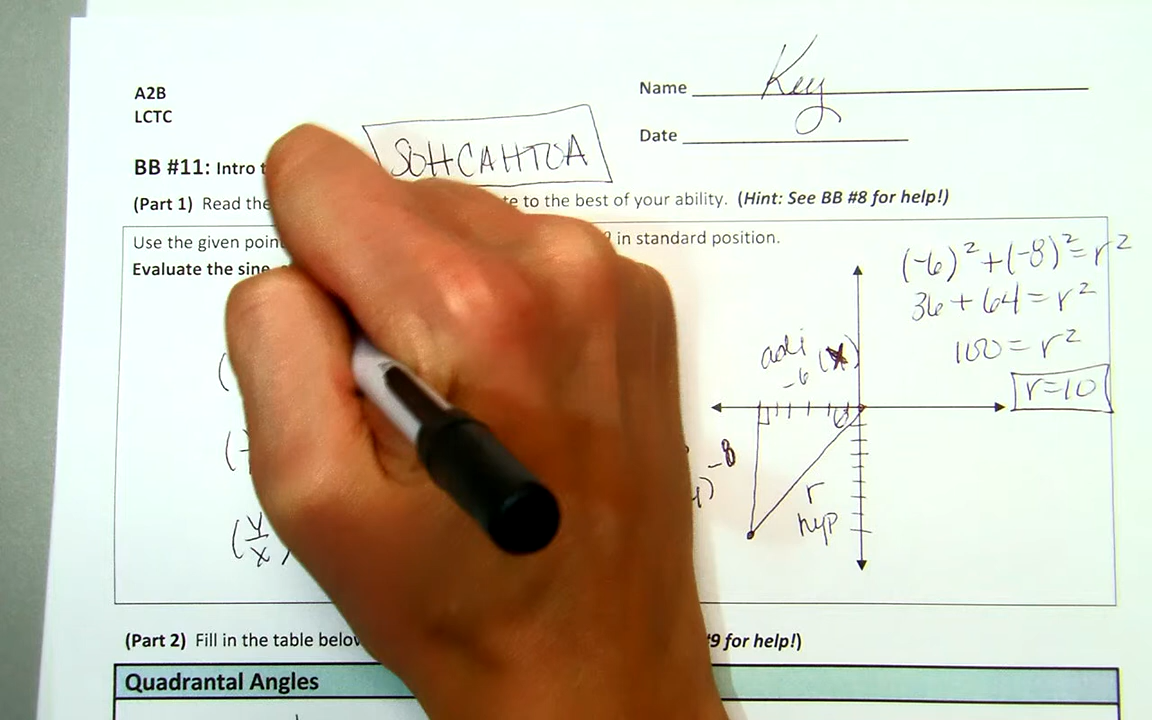 A2B
LCTC
Name Key
Date
SOHCAHTOA
BB #11: Intro t
(Part 1) Read the te to the best of your ability. (Hint: See BB #8 for help!)
Use the given poin in standard position.
Evaluate the sine
(-6)²+(-8)²=r²
36+64=r²
100=r²
r=10
adj (x)
-6
θ
-8
r
hyp
(y/x)
(Part 2) Fill in the table below #9 for help!)
Quadrantal Angles